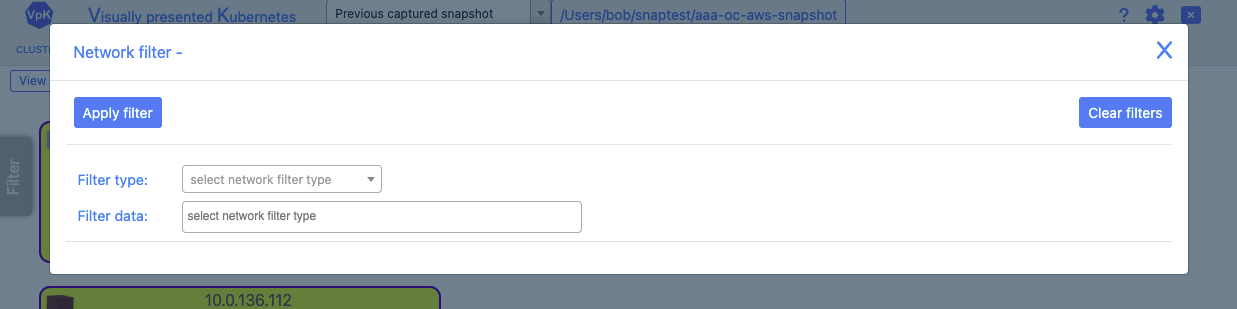 VpK Visually presented Kubernetes Previous captured snapshot /Users/bob/snaptest/aaa-oc-aws-snapshot ?
CLUST
Network filter - X
View
Apply filter Clear filters
Filter
Filter type: select network filter type
Filter data: select network filter type
10.0.136.112